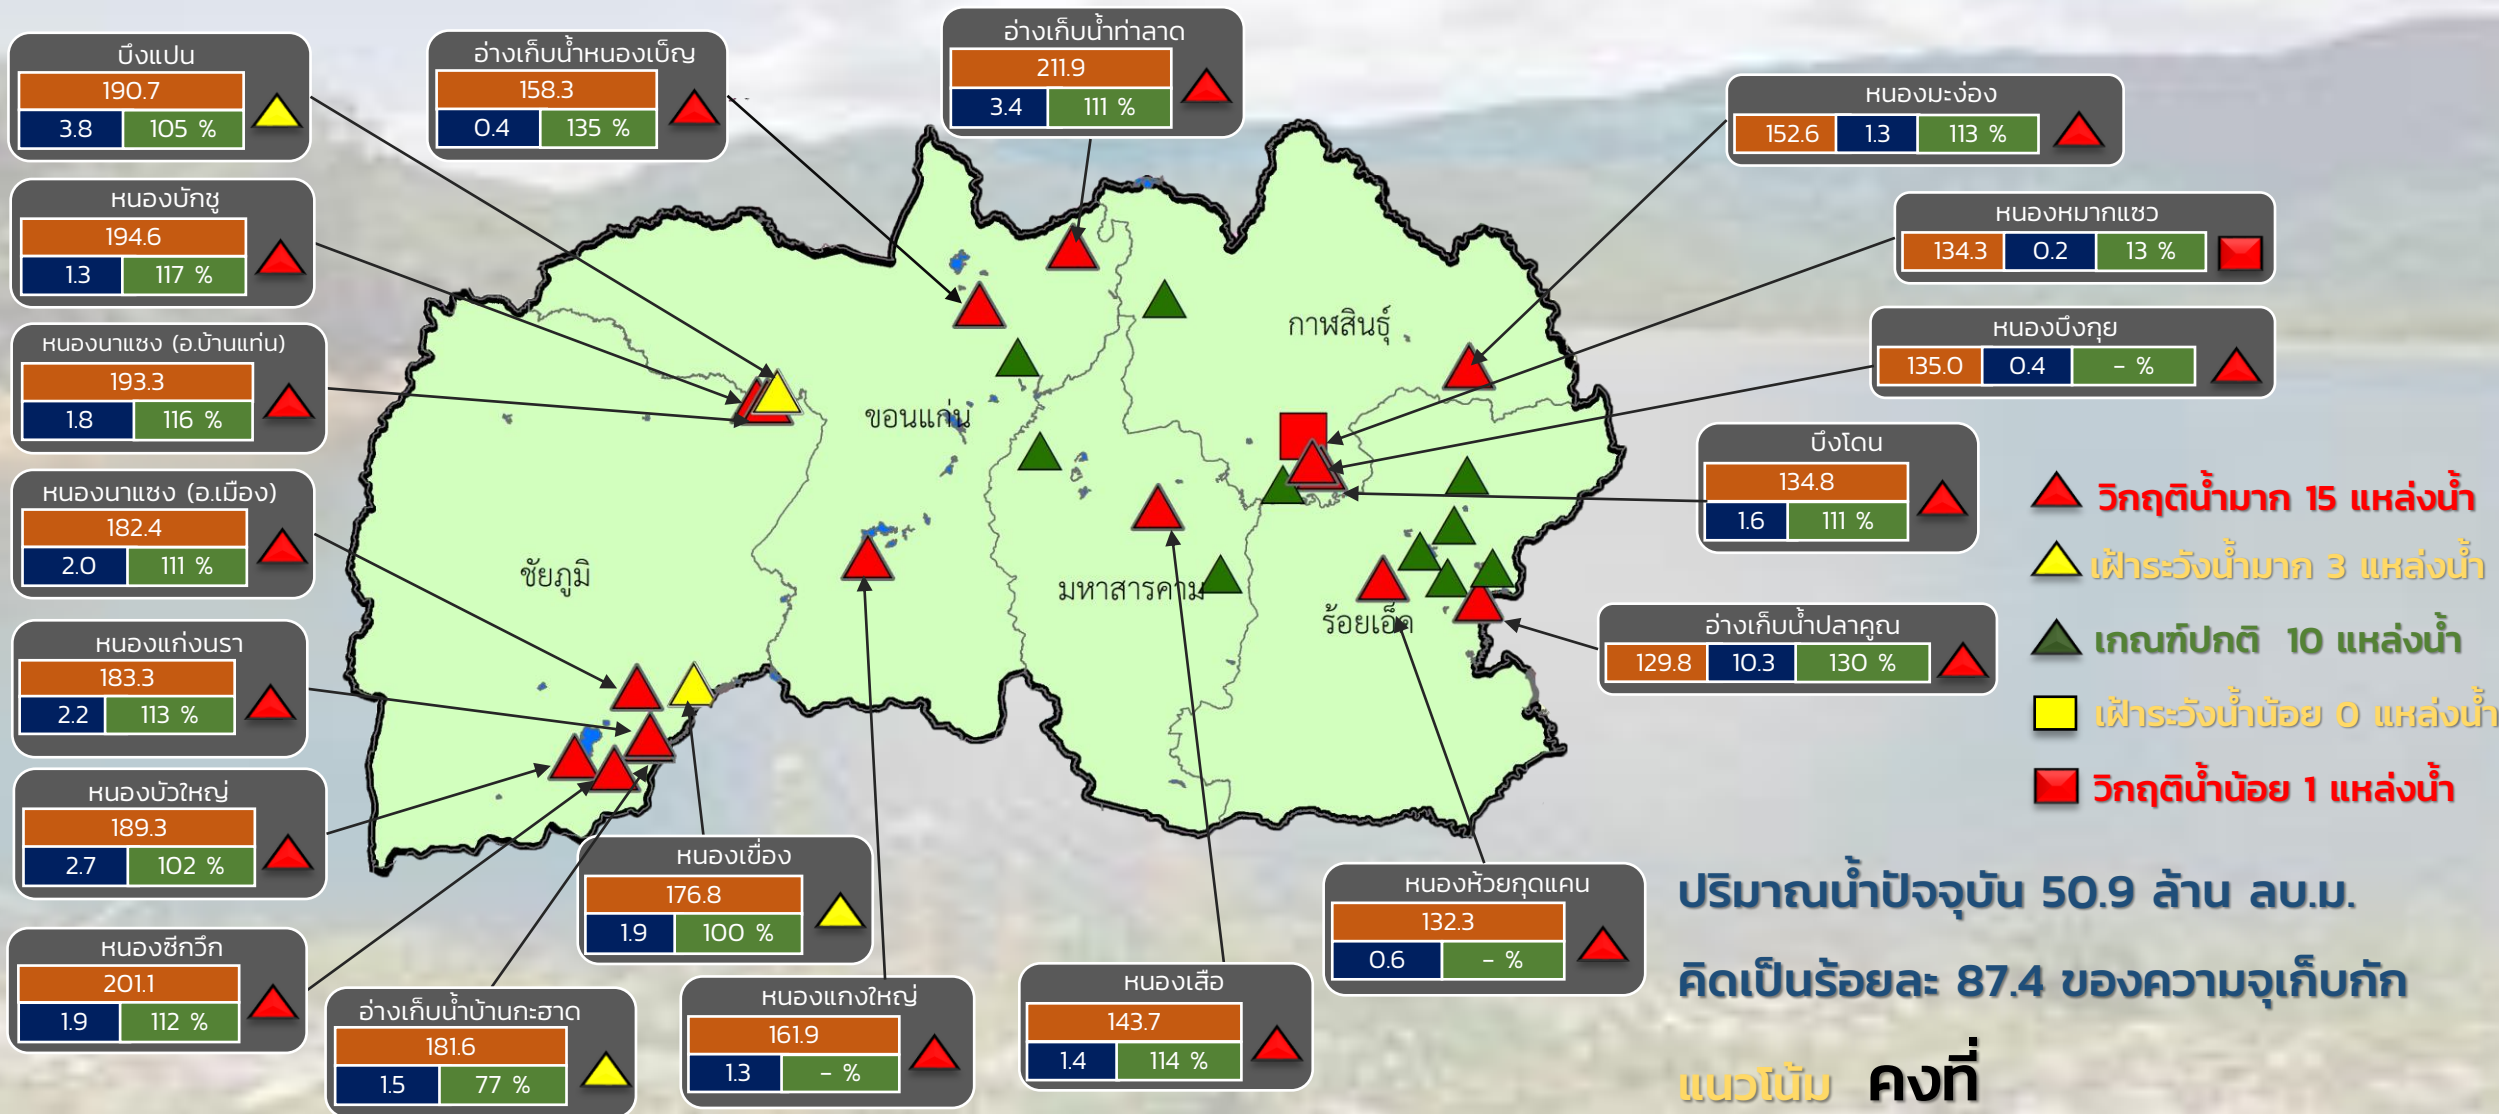 บึงแปน
190.7
3.8 105 %
หนองบักชู
194.6
1.3 117 %
หนองนาแซง (อ.บ้านแท่น)
193.3
1.8 116 %
หนองนาแซง (อ.เมือง)
182.4
2.0 111 %
หนองแก่งนรา
183.3
2.2 113 %
หนองบัวใหญ่
189.3
2.7 102 %
หนองซีกวึก
201.1
1.9 112 %
อ่างเก็บน้ำหนองเบ็ญ
158.3
0.4 135 %
อ่างเก็บน้ำท่าลาด
211.9
3.4 111 %
หนองมะง่อง
152.6 1.3 113 %
หนองหมากแซว
134.3 0.2 13 %
หนองบึงกุย
135.0 0.4 - %
บึงโดน
134.8
1.6 111 %
อ่างเก็บน้ำปลาคูณ
129.8 10.3 130 %
กาฬสินธุ์
ขอนแก่น
ชัยภูมิ
มหาสารคาม
ร้อยเอ็ด
หนองเขื่อง
176.8
1.9 100 %
อ่างเก็บน้ำบ้านกะฮาด
181.6
1.5 77 %
หนองแกงใหญ่
161.9
1.3 - %
หนองเสือ
143.7
1.4 114 %
หนองห้วยกุดแคน
132.3
0.6 - %
วิกฤติน้ำมาก 15 แหล่งน้ำ
เฝ้าระวังน้ำมาก 3 แหล่งน้ำ
เกณฑ์ปกติ 10 แหล่งน้ำ
เฝ้าระวังน้ำน้อย 0 แหล่งน้ำ
วิกฤติน้ำน้อย 1 แหล่งน้ำ
ปริมาณน้ำปัจจุบัน 50.9 ล้าน ลบ.ม.
คิดเป็นร้อยละ 87.4 ของความจุเก็บกัก
แนวโน้ม คงที่